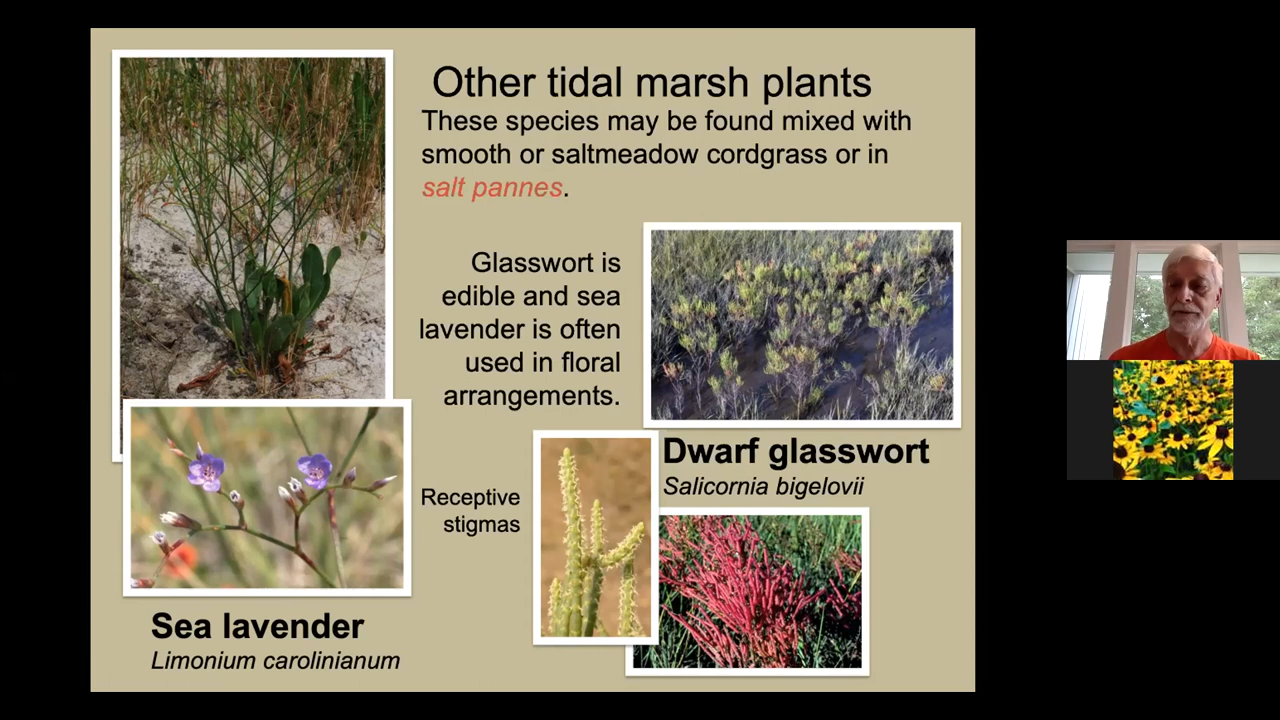 Other tidal marsh plants
These species may be found mixed with
smooth or saltmeadow cordgrass or in
salt pannes.
Glasswort is
edible and sea
lavender is often
used in floral
arrangements.
Dwarf glasswort
Salicornia bigelovii
Receptive
stigmas
Sea lavender
Limonium carolinianum